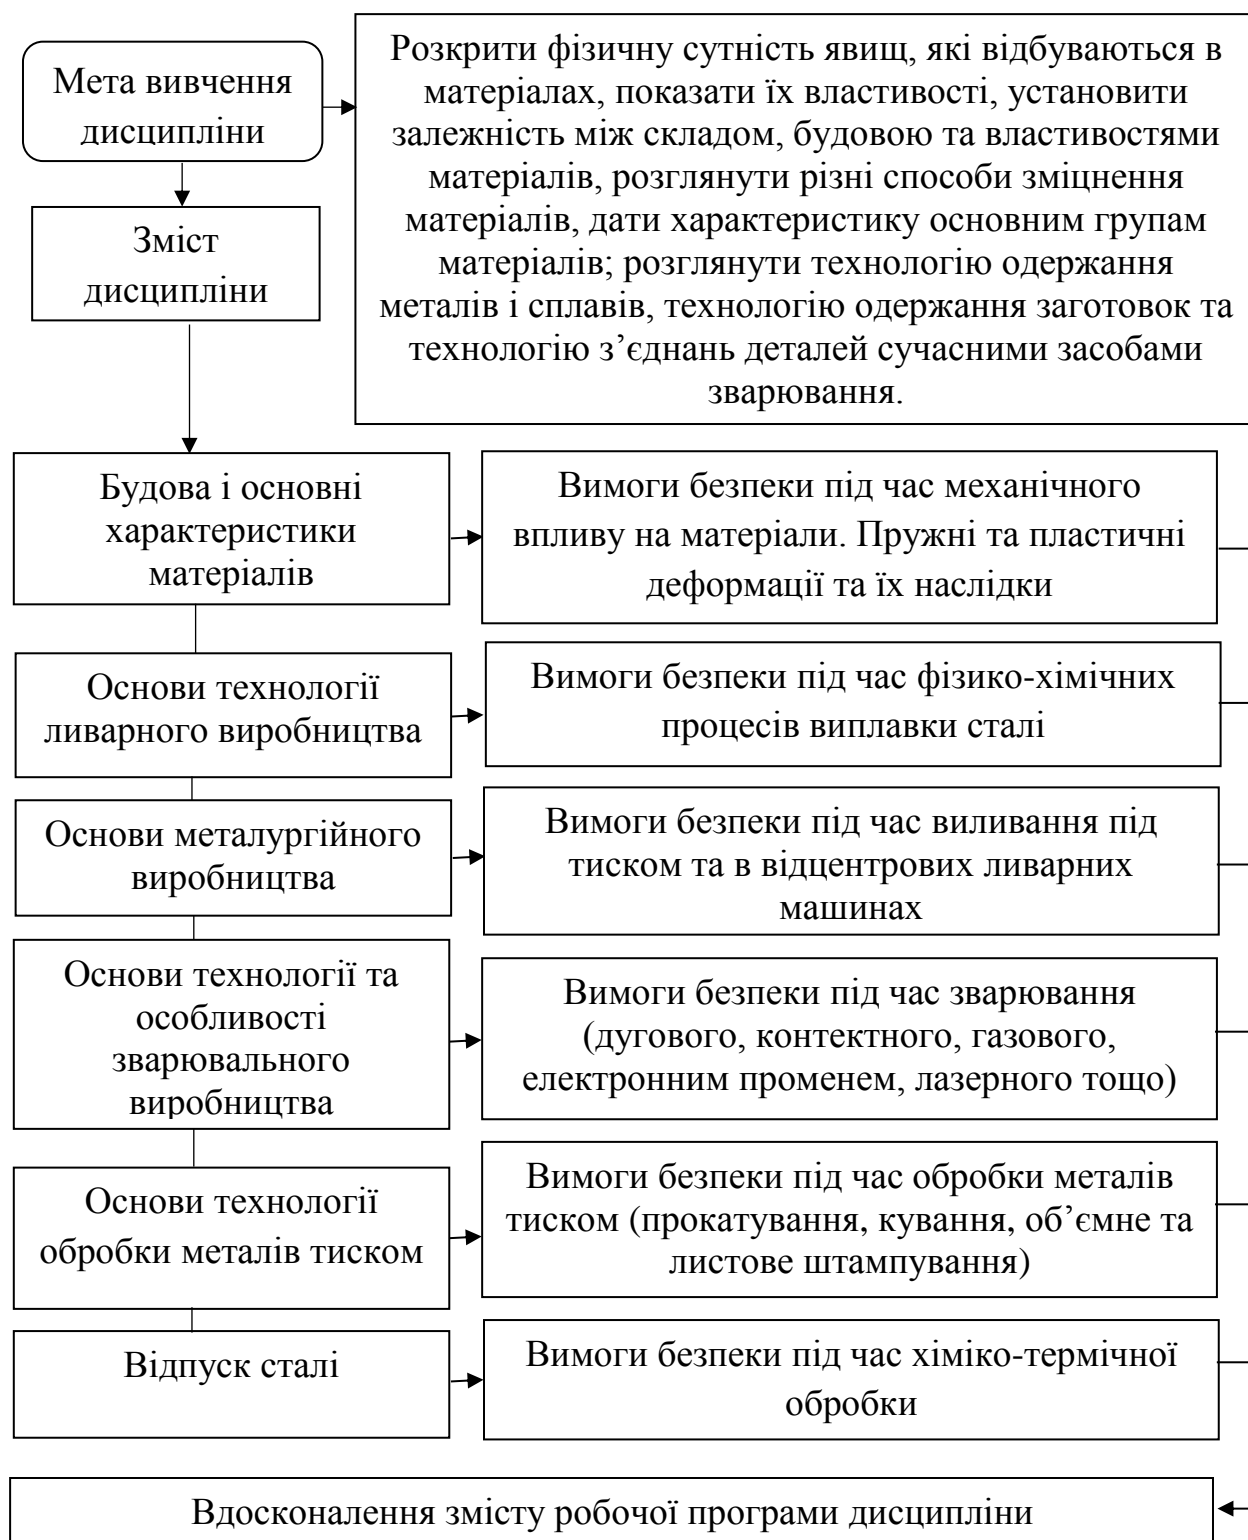 Мета вивчення
дисципліни
Розкрити фізичну сутність явищ, які відбуваються в
матеріалах, показати їх властивості, установити
залежність між складом, будовою та властивостями
матеріалів, розглянути різні способи зміцнення
матеріалів, дати характеристику основним групам
матеріалів; розглянути технологію одержання
металів і сплавів, технологію одержання заготовок та
технологію з’єднань деталей сучасними засобами
зварювання.
Зміст
дисципліни
Будова і основні
характеристики
матеріалів
Вимоги безпеки під час механічного
впливу на матеріали. Пружні та пластичні
деформації та їх наслідки
Основи технології
ливарного виробництва
Вимоги безпеки під час фізико-хімічних
процесів виплавки сталі
Основи металургійного
виробництва
Вимоги безпеки під час виливання під
тиском та в відцентрових ливарних
машинах
Основи технології та
особливості
зварювального
виробництва
Вимоги безпеки під час зварювання
(дугового, контектного, газового,
електронним променем, лазерного тощо)
Основи технології
обробки металів тиском
Вимоги безпеки під час обробки металів
тиском (прокатування, кування, об’ємне та
листове штампування)
Відпуск сталі
Вимоги безпеки під час хіміко-термічної
обробки
Вдосконалення змісту робочої програми дисципліни